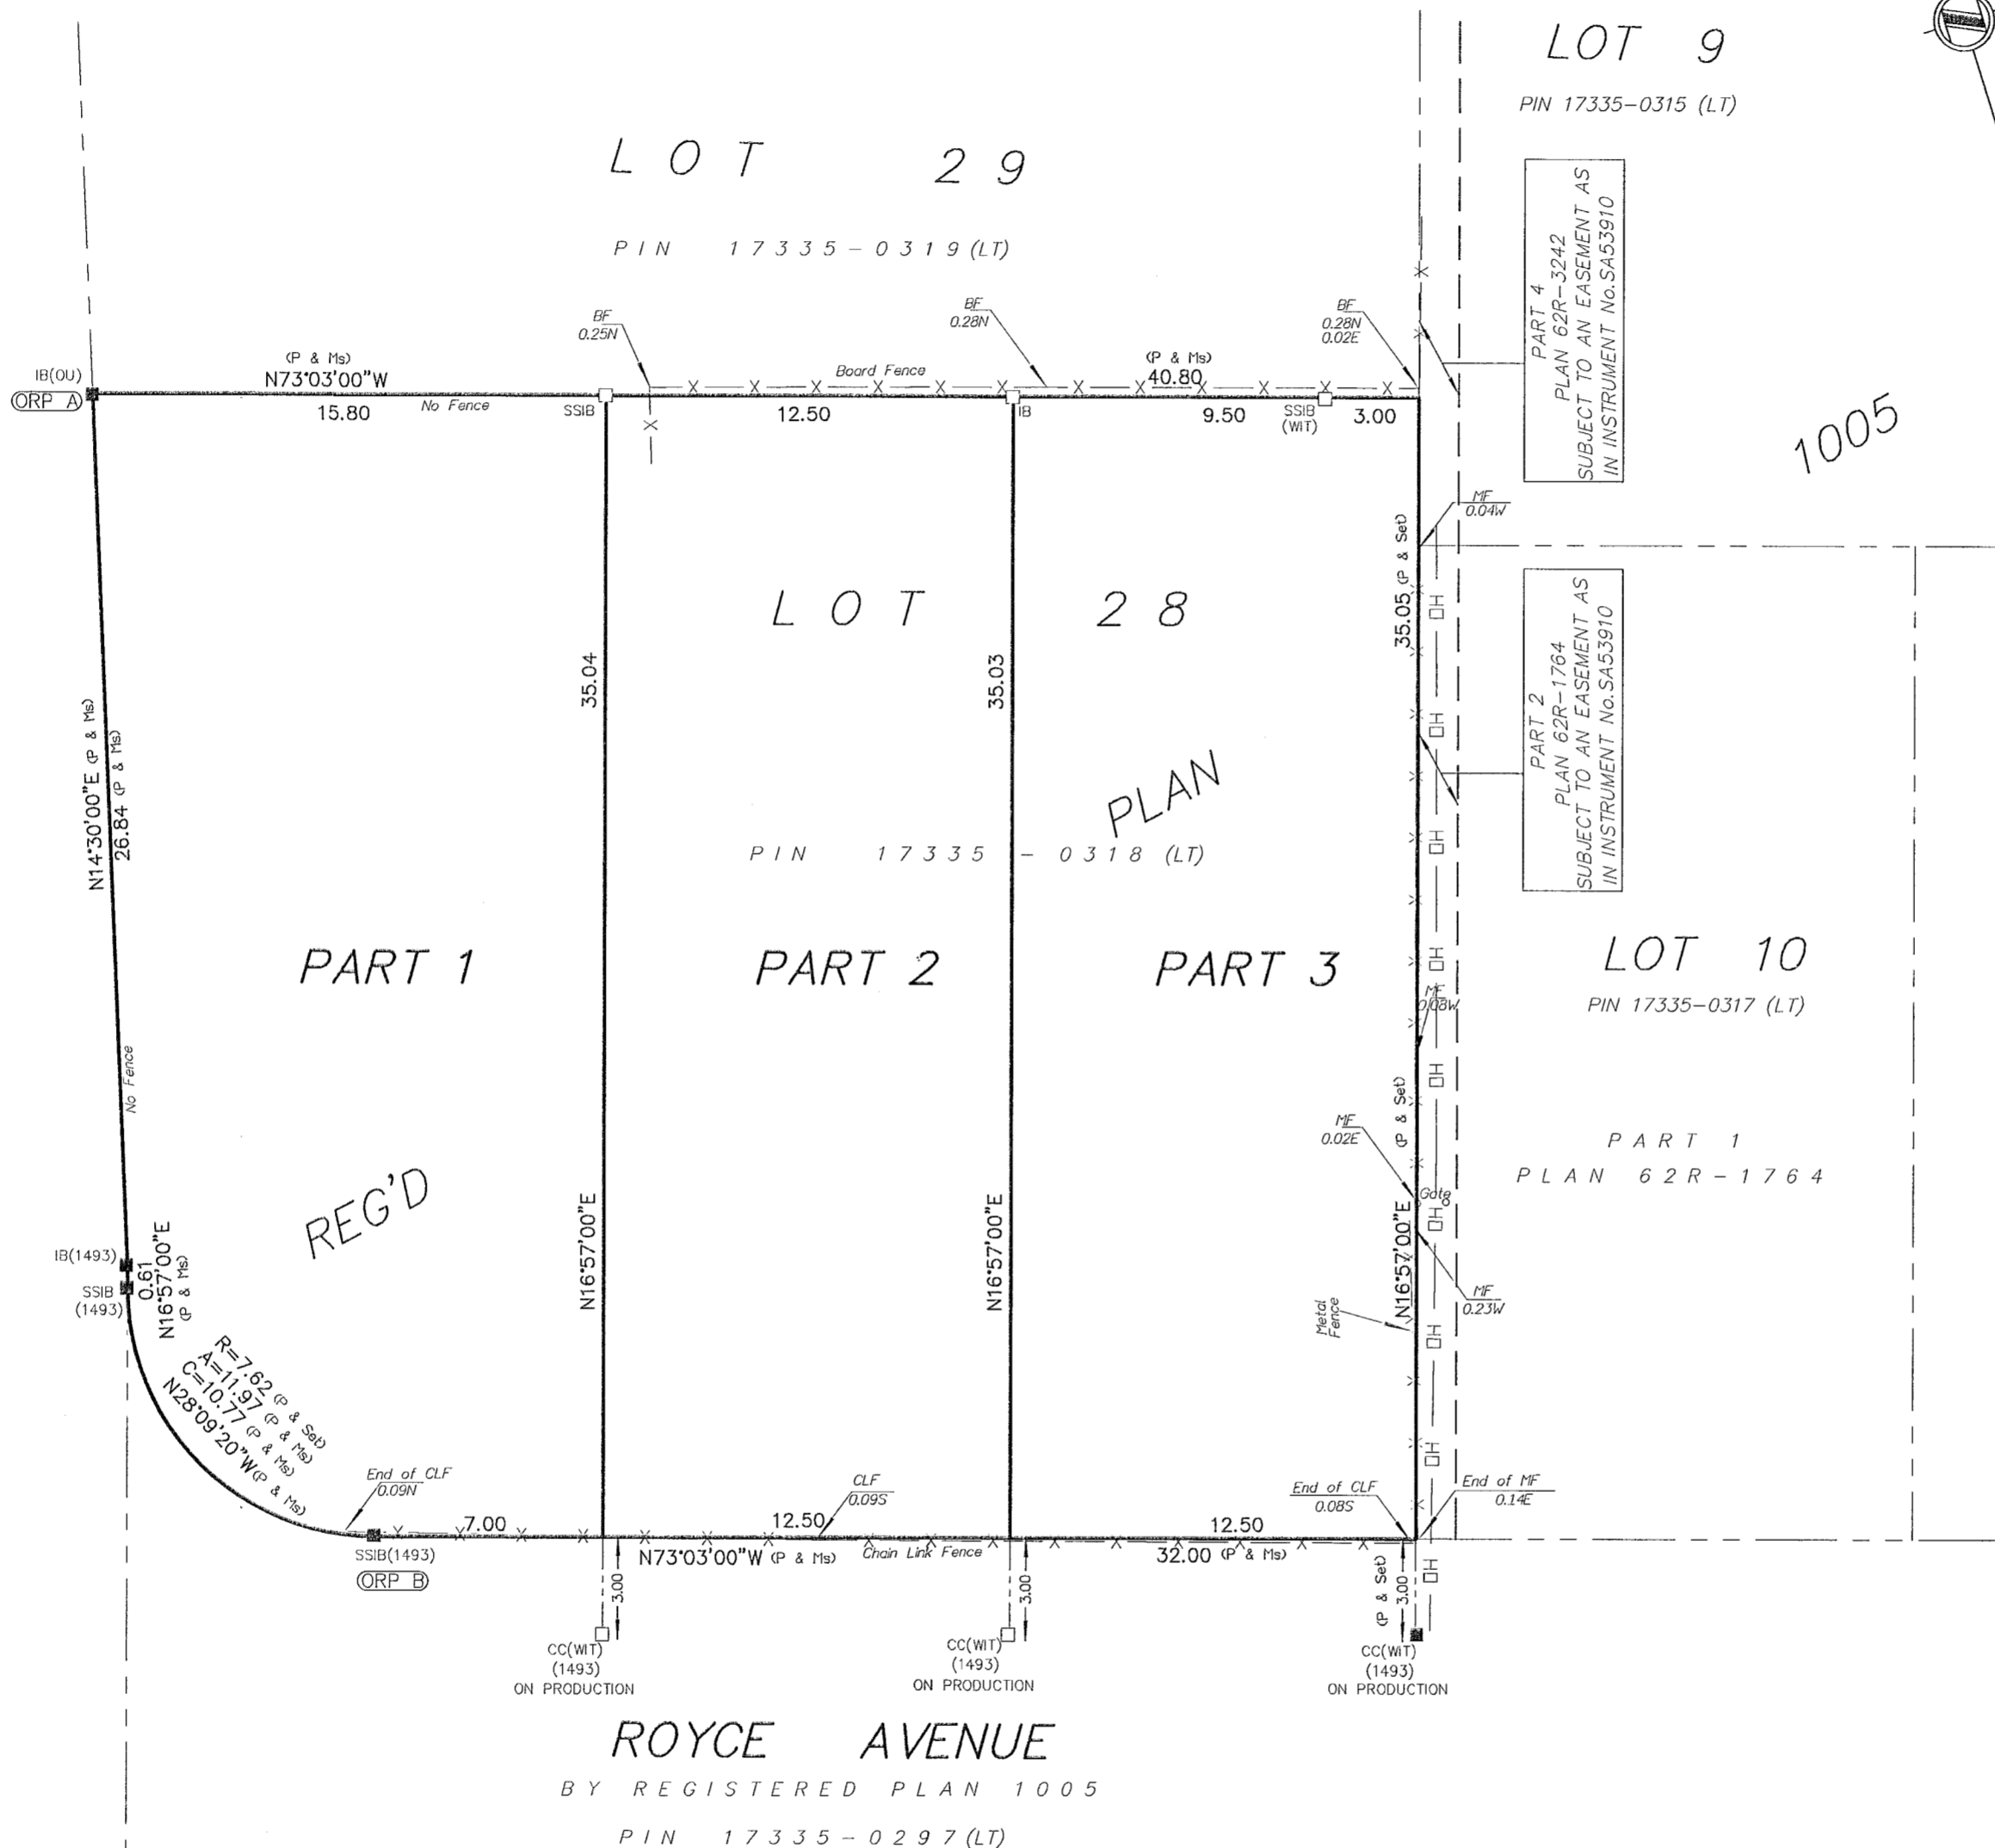 LOT 9
PIN 17335-0315 (LT)
LOT 29
PIN 17335-0319 (LT)
PART 4
PLAN 62R-3242
SUBJECT TO AN EASEMENT AS
IN INSTRUMENT No.SA53910
BF
0.25N
BF
0.28N
BF
0.28N
0.02E
IB(OU)
ORP A
(P & Ms)
N73°03'00"W
15.80
No Fence
SSIB
Board Fence
12.50
IB
(P & Ms)
40.80
9.50
SSIB
(WIT)
3.00
1005
MF
0.04W
35.05 (P & Set)
LOT 28
PART 2
PLAN 62R-1764
SUBJECT TO AN EASEMENT AS
IN INSTRUMENT No.SA53910
35.04
35.03
N14°30'00"E (P & Ms)
26.84 (P & Ms)
PLAN
PIN 17335-0318 (LT)
PART 1
PART 2
PART 3
LOT 10
PIN 17335-0317 (LT)
MF
0.08W
No Fence
MF
0.02E
(P & Set)
N16°57'00"E
Gate
PART 1
PLAN 62R-1764
REG'D
N16°57'00"E
N16°57'00"E
IB(1493)
SSIB
(1493)
0.61
N16°57'00"E
(P & Ms)
MF
0.23W
Metal
Fence
R=7.62 (P & Set)
A=11.97 (P & Ms)
C=10.77 (P & Ms)
N28°09'20"W (P & Ms)
End of CLF
0.09N
CLF
0.09S
End of CLF
0.08S
End of MF
0.14E
7.00
12.50
12.50
SSIB(1493)
ORP B
N73°03'00"W (P & Ms)
Chain Link Fence
32.00 (P & Ms)
3.00
3.00
(P & Set)
3.00
CC(WIT)
(1493)
ON PRODUCTION
CC(WIT)
(1493)
ON PRODUCTION
CC(WIT)
(1493)
ON PRODUCTION
ROYCE AVENUE
BY REGISTERED PLAN 1005
PIN 17335-0297(LT)